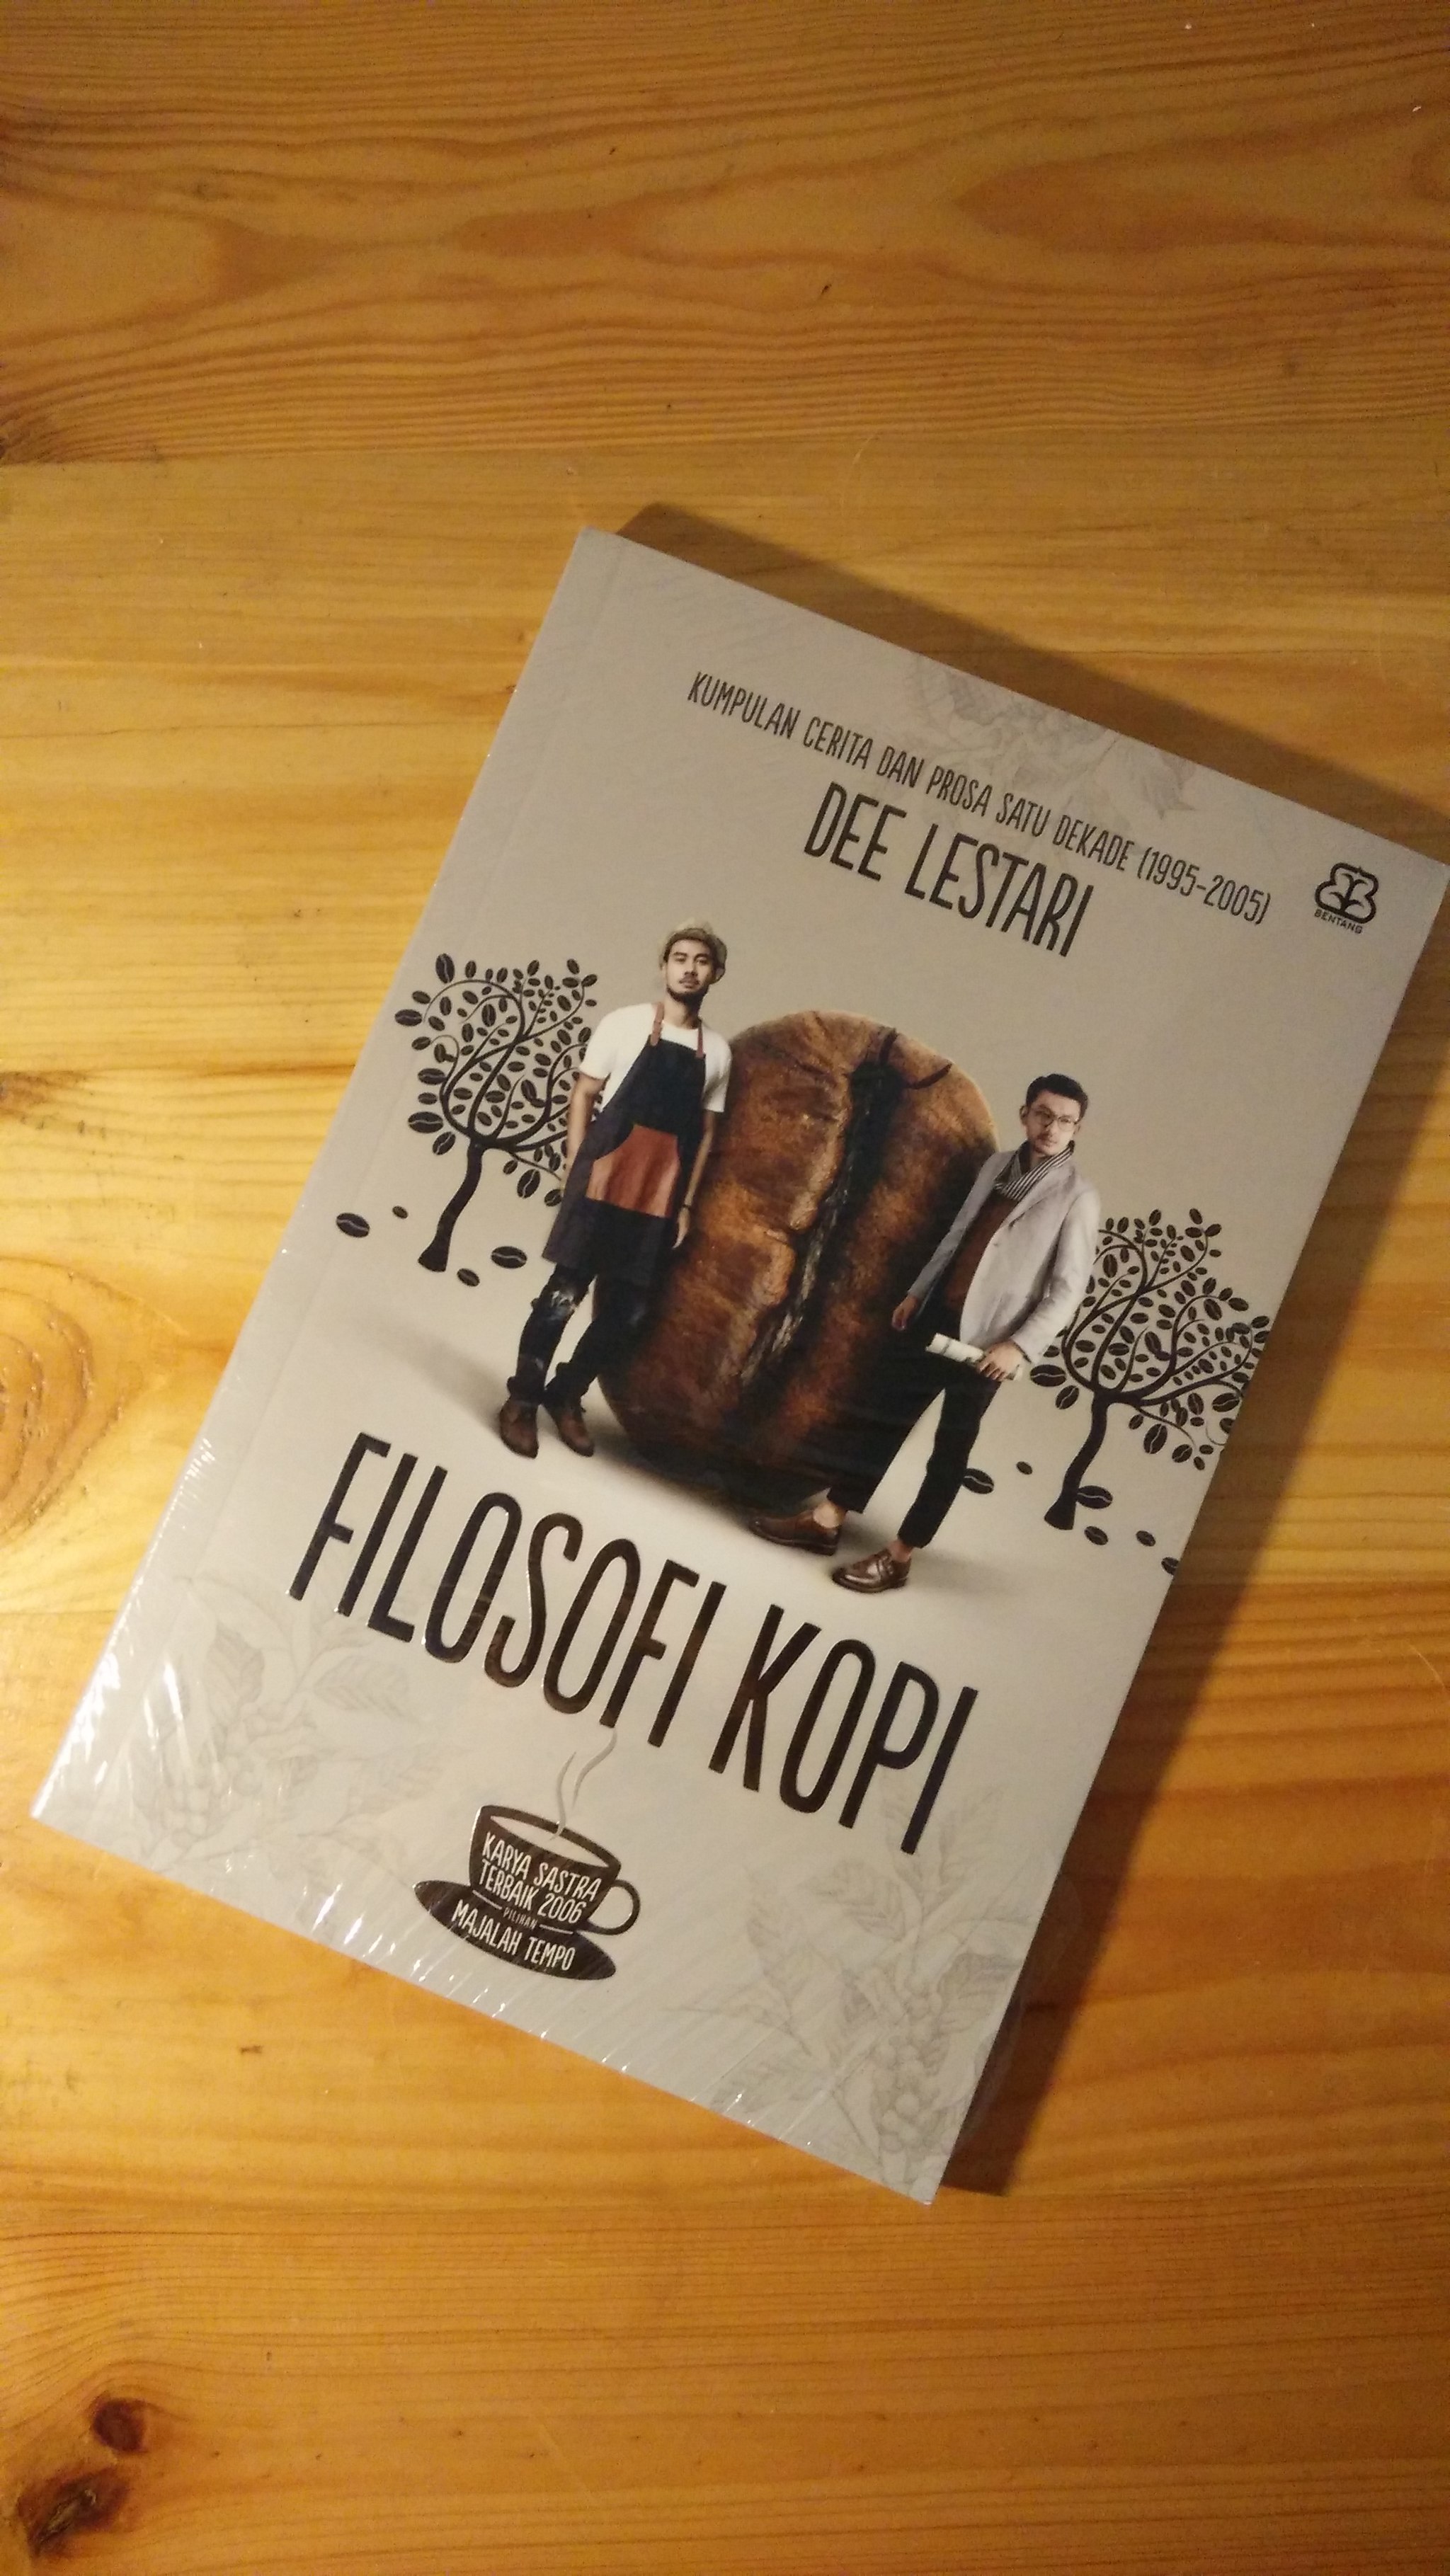 KUMPULAN CERITA DAN PROSA SATU DEKADE (1995-2005)
DEE LESTARI
BENTANG
FILOSOFI KOPI
KARYA SASTRA
TERBAIK 2006
PILIHAN
MAJALAH TEMPO